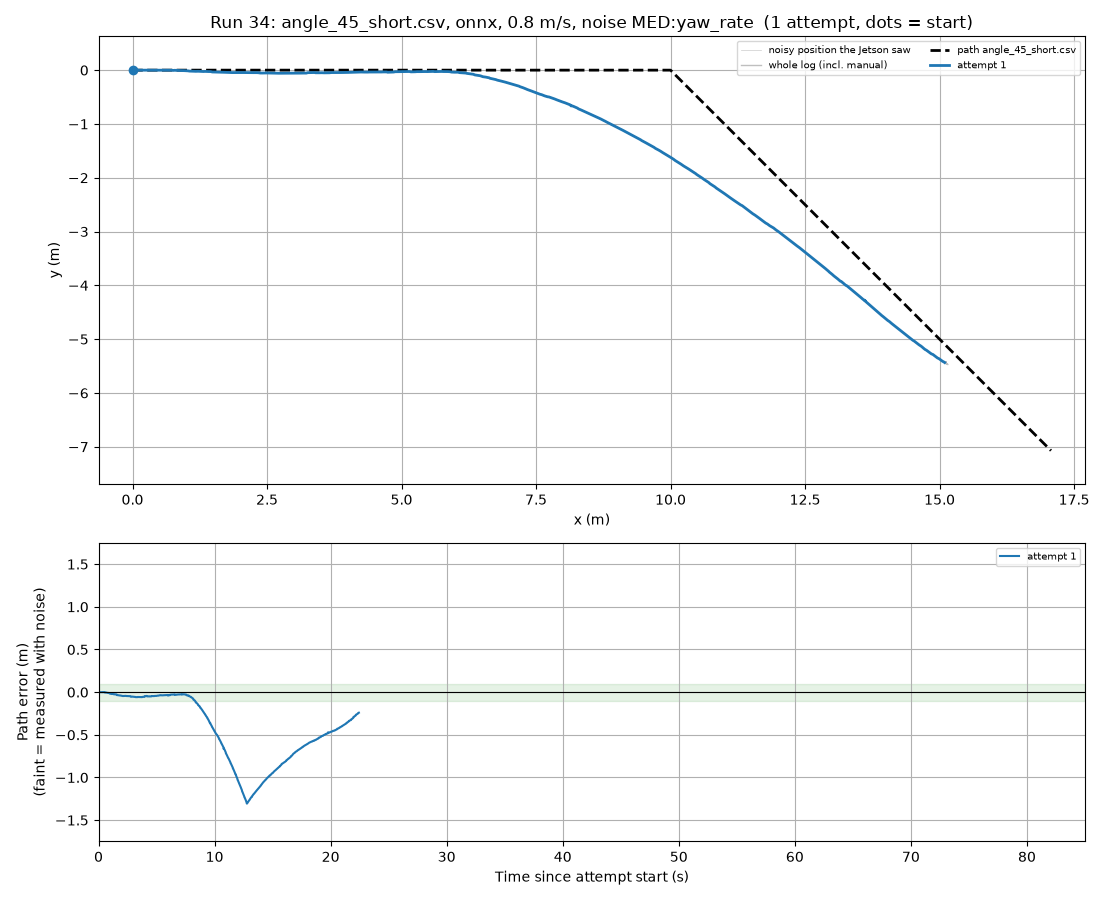 Run 34: angle_45_short.csv, onnx, 0.8 m/s, noise MED:yaw_rate  (1 attempt, dots = start)
noisy position the Jetson saw
whole log (incl. manual)
path angle_45_short.csv
attempt 1
0
−1
−2
−3
−4
−5
−6
−7
y (m)
0.0
2.5
5.0
7.5
10.0
12.5
15.0
17.5
x (m)
attempt 1
1.5
1.0
0.5
0.0
−0.5
−1.0
−1.5
Path error (m)
(faint = measured with noise)
0
10
20
30
40
50
60
70
80
Time since attempt start (s)